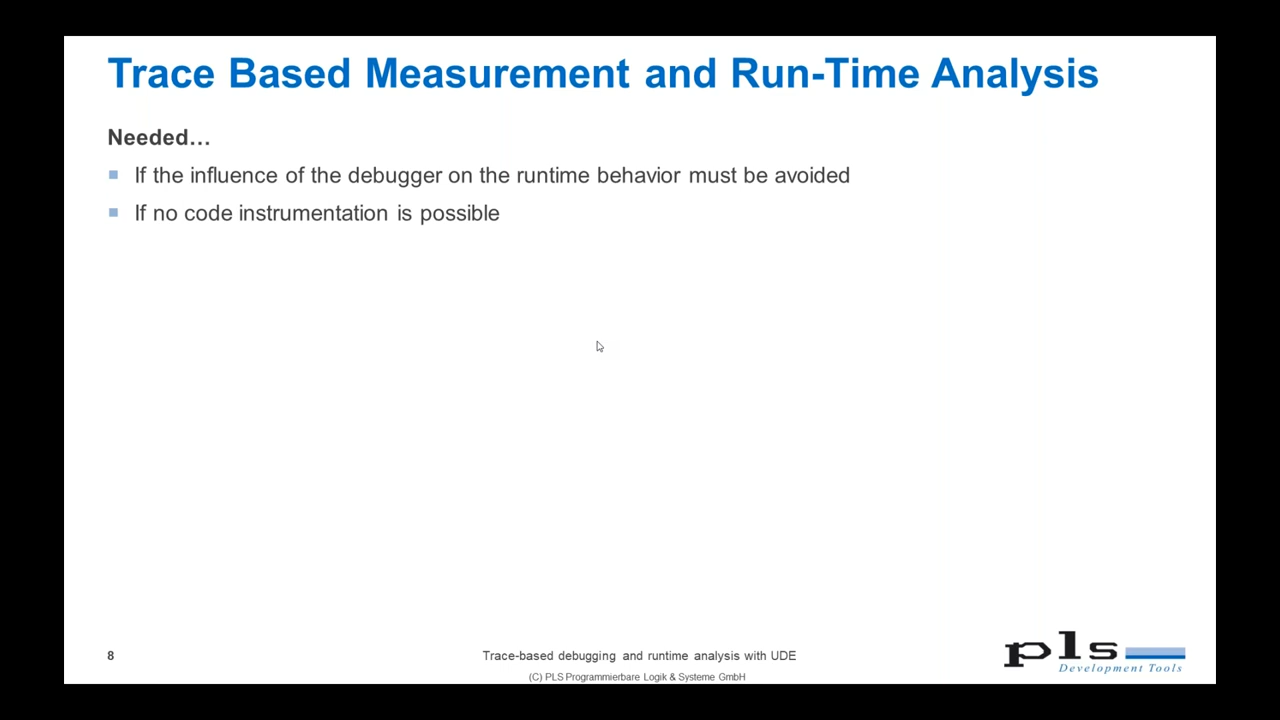 Trace Based Measurement and Run-Time Analysis
Needed…
If the influence of the debugger on the runtime behavior must be avoided
If no code instrumentation is possible
8
Trace-based debugging and runtime analysis with UDE
(C) PLS Programmierbare Logik & Systeme GmbH
pls
Development Tools